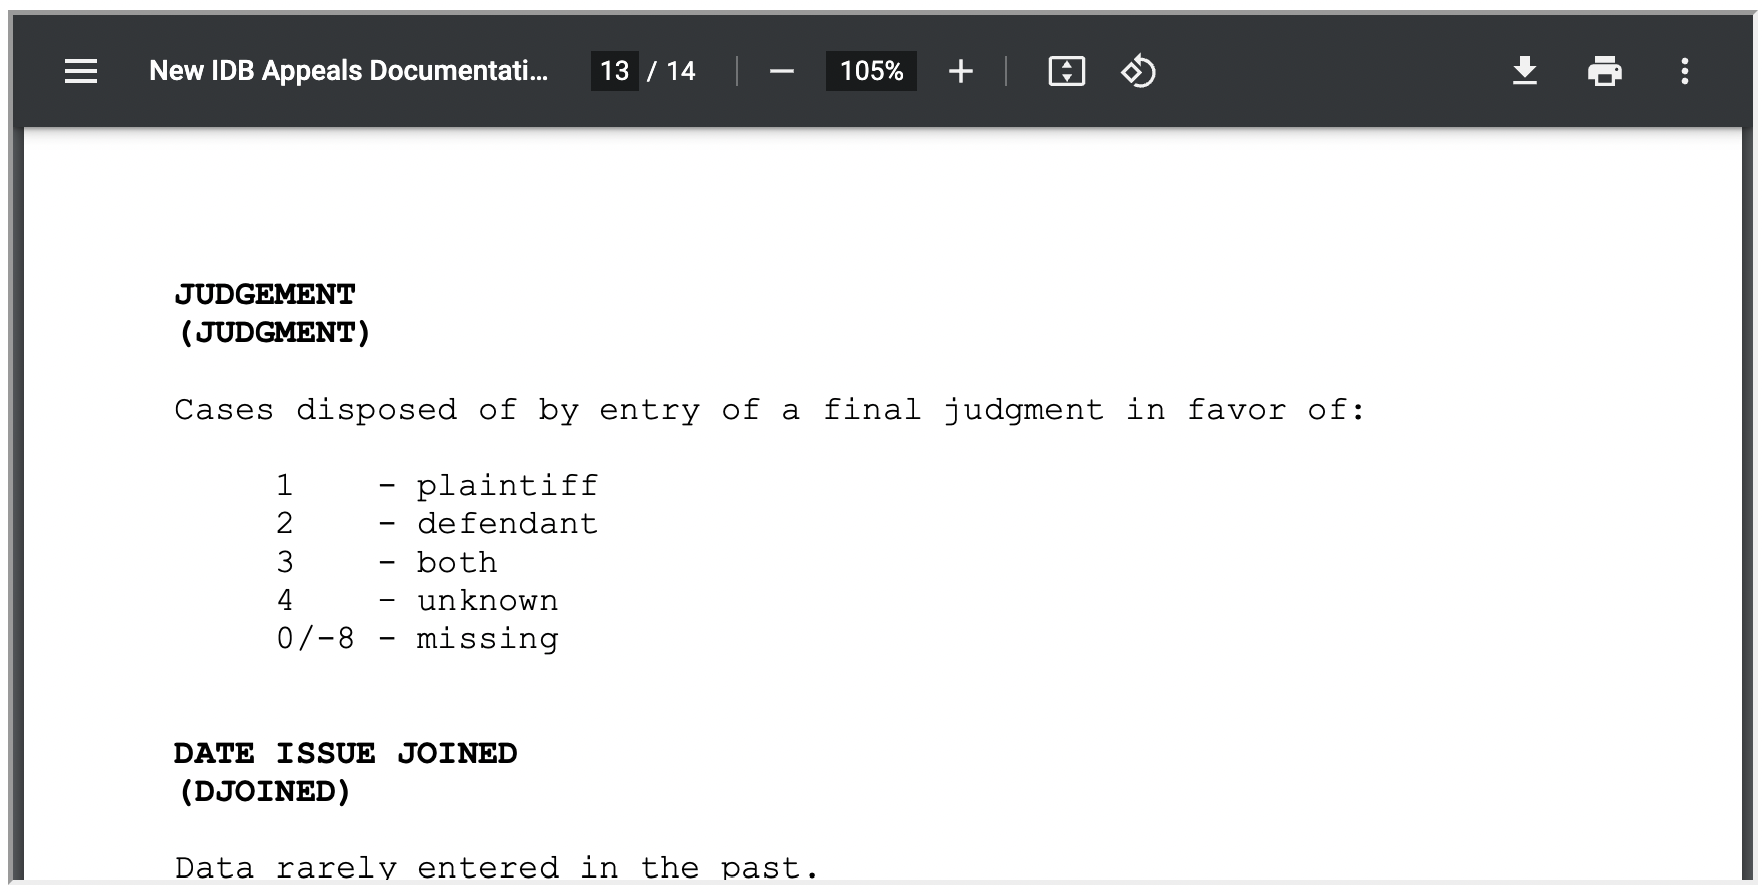 New IDB Appeals Documentati... 13 / 14 105%
JUDGEMENT
(JUDGMENT)
Cases disposed of by entry of a final judgment in favor of:
1 - plaintiff
2 - defendant
3 - both
4 - unknown
0/-8 - missing
DATE ISSUE JOINED
(DJOINED)
Data rarely entered in the past.